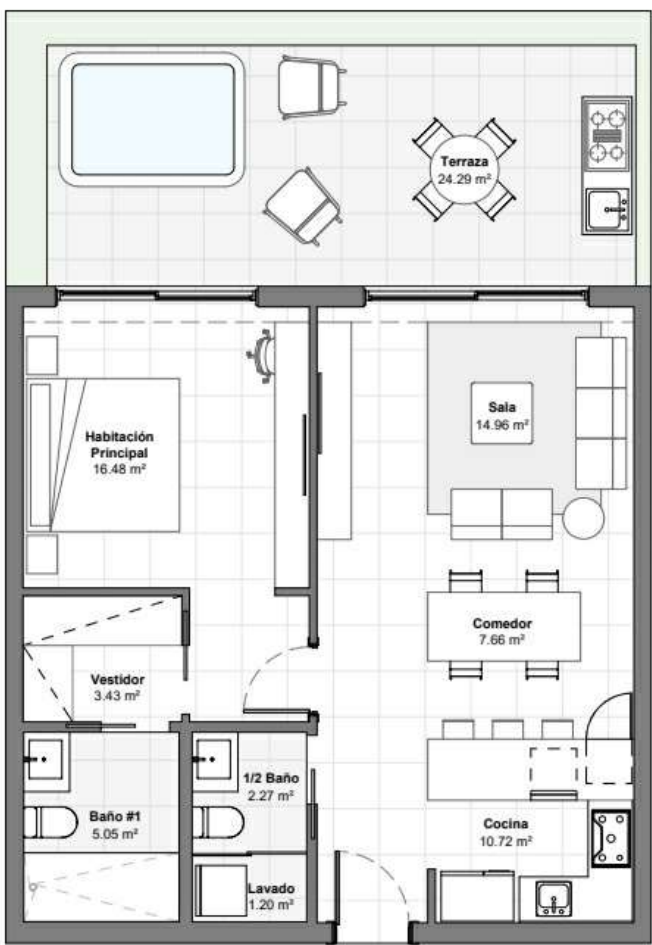 Terraza
24.29 m²
Sala
14.96 m²
Habitación
Principal
16.48 m²
Comedor
7.66 m²
Vestidor
3.43 m²
1/2 Baño
2.27 m²
Baño #1
5.05 m²
Cocina
10.72 m²
Lavado
1.20 m²